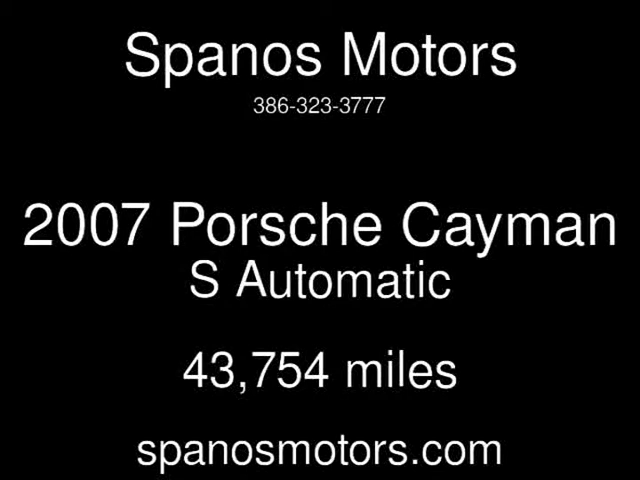 Spanos Motors
386-323-3777
2007 Porsche Cayman
S Automatic
43,754 miles
spanosmotors.com